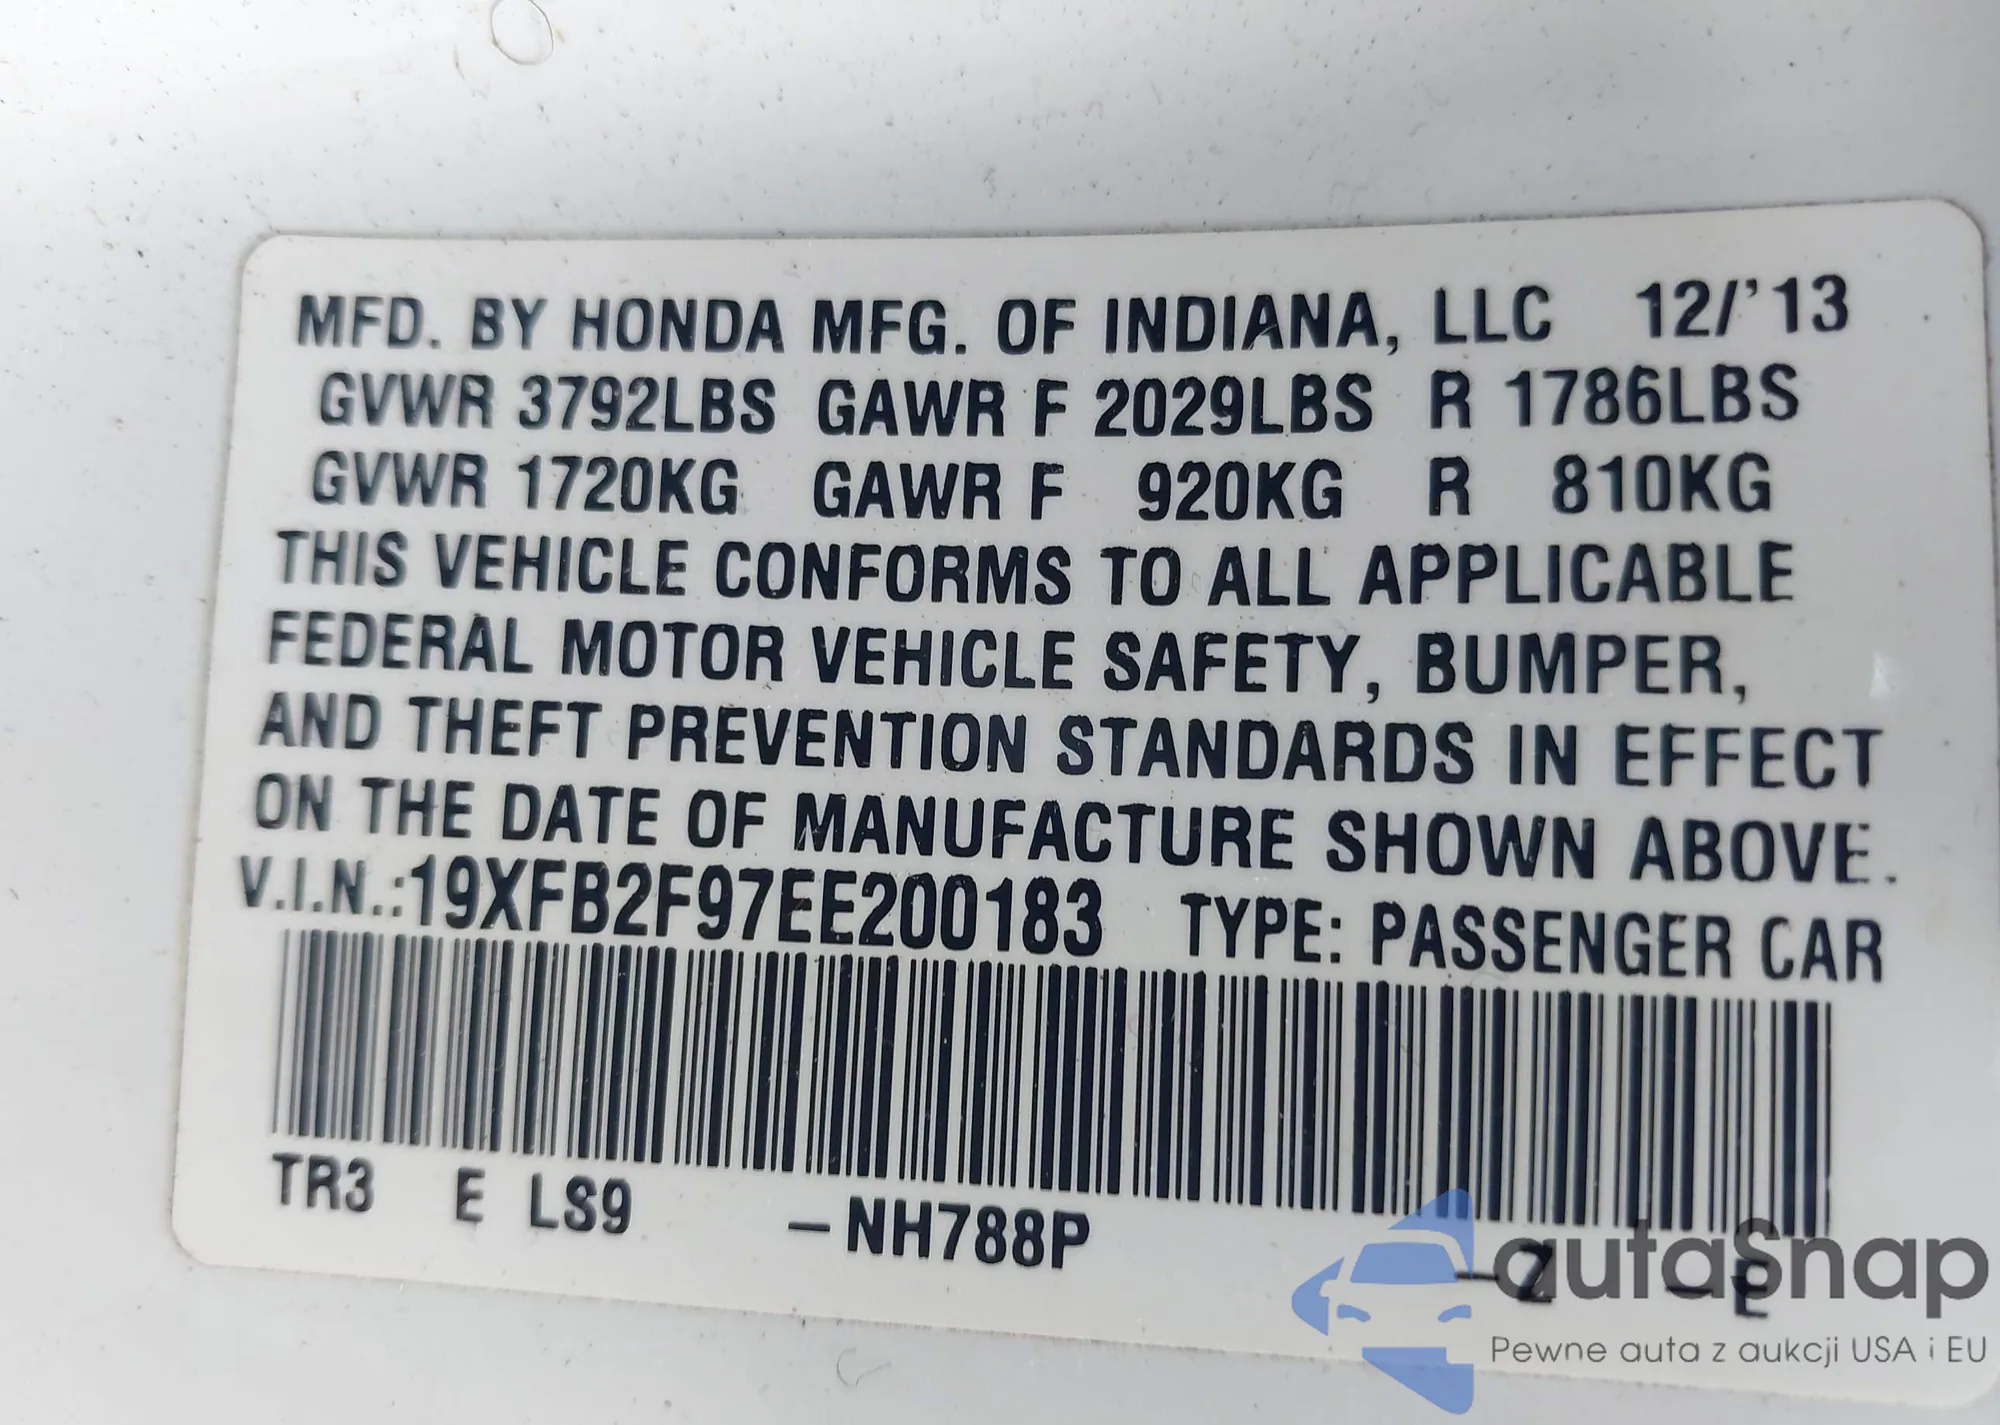 MFD. BY HONDA MFG. OF INDIANA, LLC 12/'13
GVWR 3792LBS GAWR F 2029LBS R 1786LBS
GVWR 1720KG GAWR F 920KG R 810KG
THIS VEHICLE CONFORMS TO ALL APPLICABLE
FEDERAL MOTOR VEHICLE SAFETY, BUMPER,
AND THEFT PREVENTION STANDARDS IN EFFECT
ON THE DATE OF MANUFACTURE SHOWN ABOVE.
V.I.N.:19XFB2F97EE200183 TYPE: PASSENGER CAR
TR3 E LS9 –NH788P –Z –E
autaSnap
Pewne auta z aukcji USA i EU